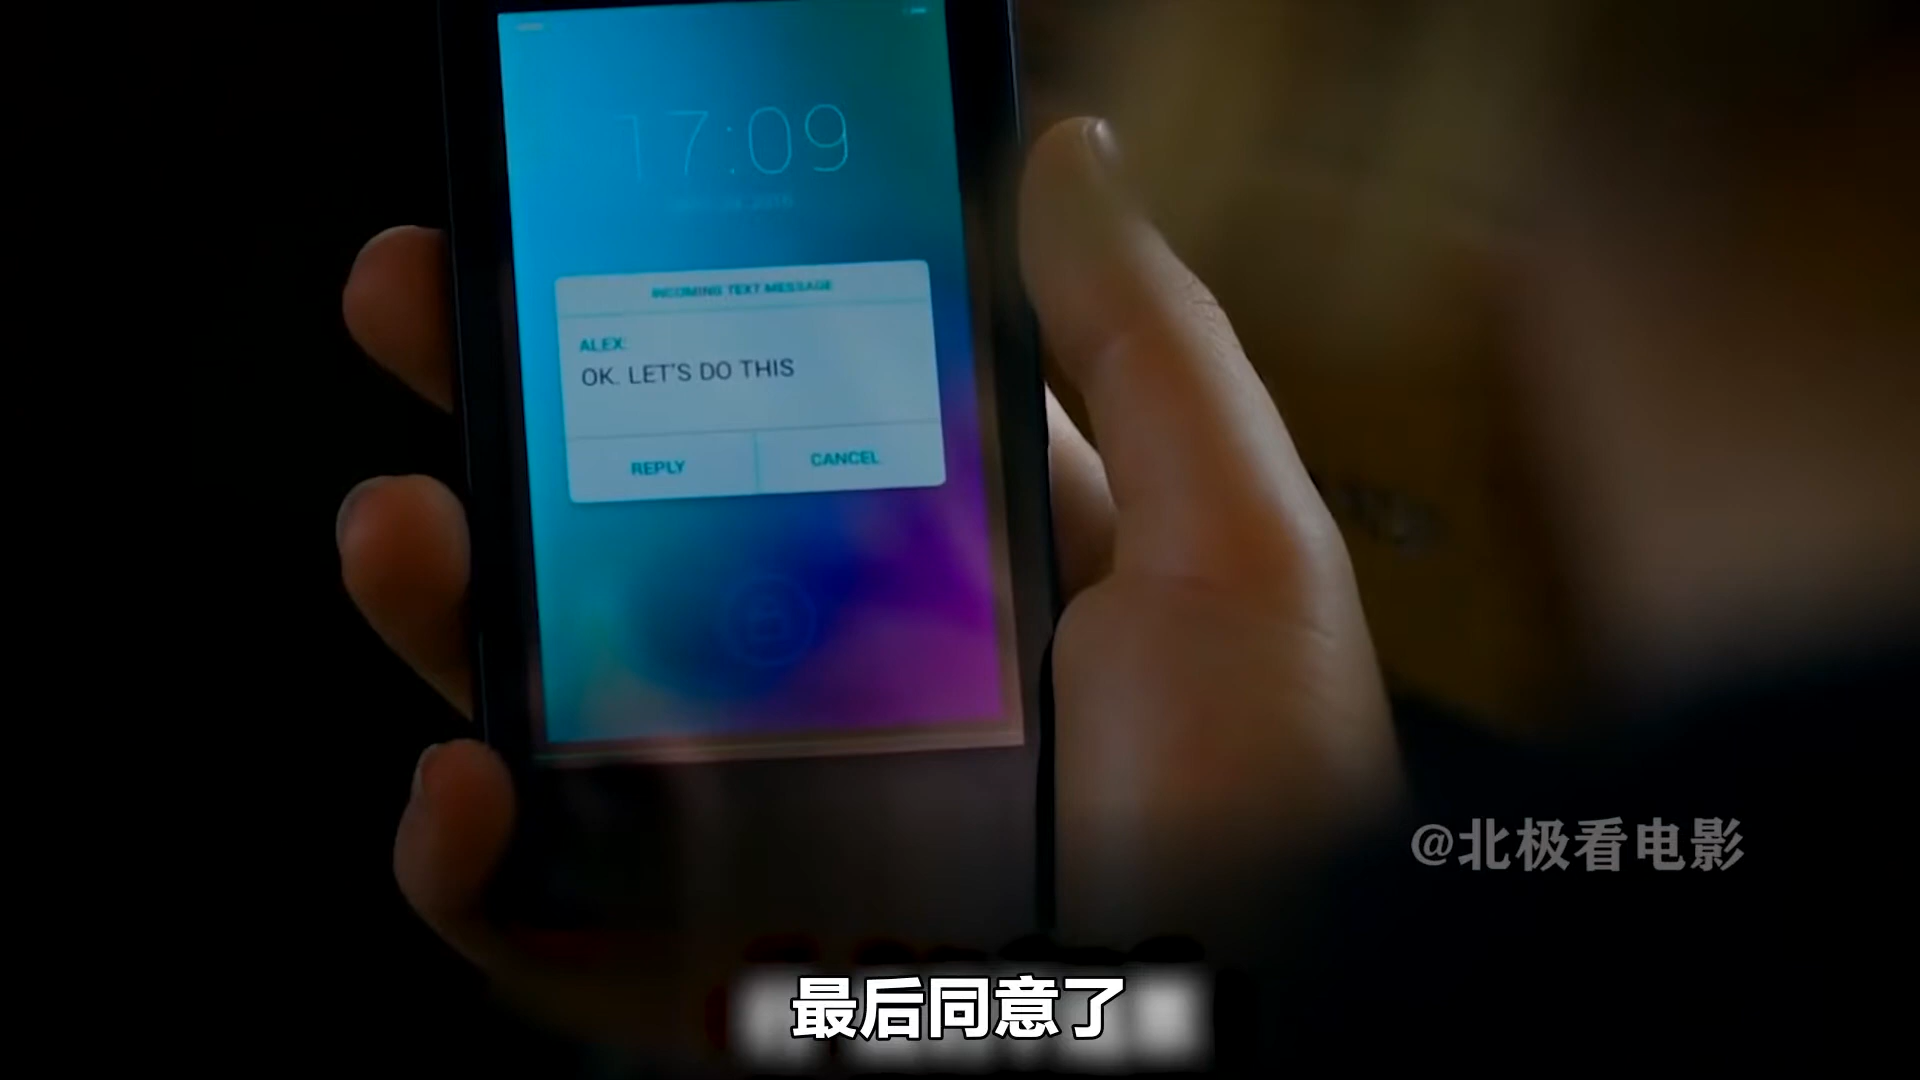 17:09
INCOMING TEXT MESSAGE
ALEX:
OK. LET'S DO THIS
REPLY
CANCEL
@北极看电影
最后同意了